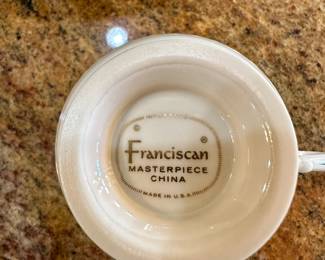 ® ®
Franciscan
MASTERPIECE
CHINA
MADE IN U.S.A.